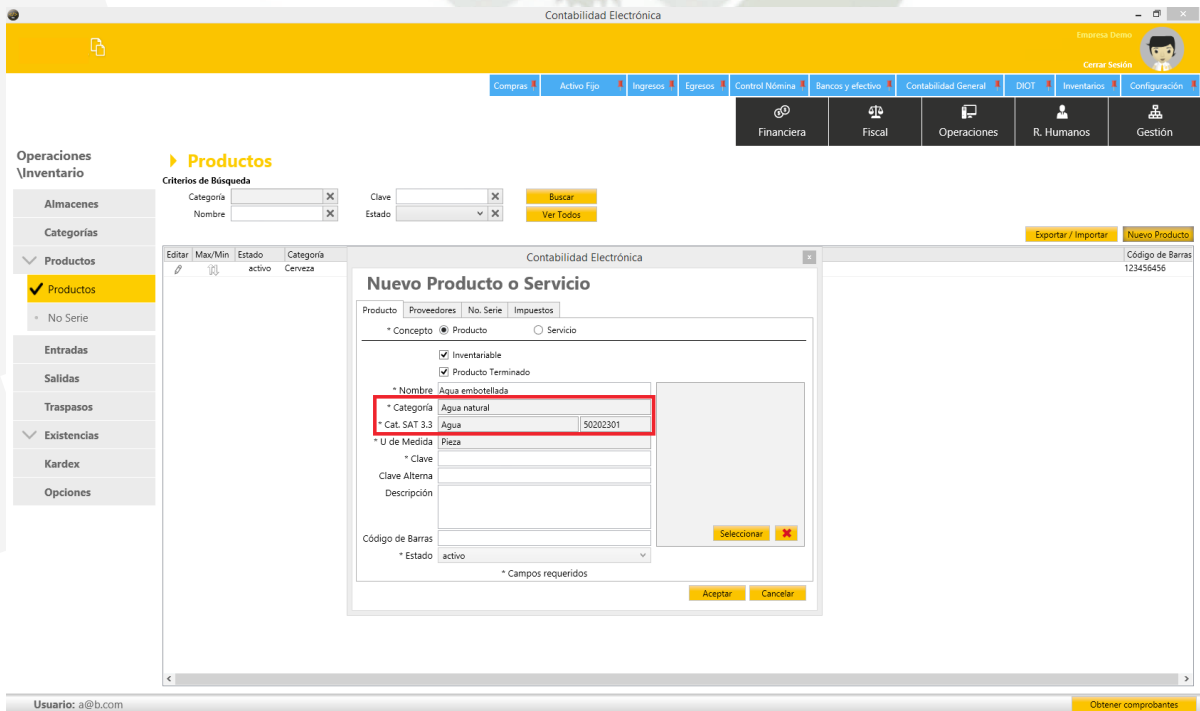 Contabilidad Electrónica
Empresa Demo
Cerrar Sesión
Compras Activo Fijo Ingresos Egresos Control Nómina Bancos y efectivo Contabilidad General DIOT Inventarios Configuración
Financiera Fiscal Operaciones R. Humanos Gestión
Operaciones
\Inventario
Almacenes
Categorías
Productos
Productos
No Serie
Entradas
Salidas
Traspasos
Existencias
Kardex
Opciones
Productos
Criterios de Búsqueda
Categoría Clave Buscar
Nombre Estado Ver Todos
Exportar / Importar Nuevo Producto
Editar Max/Min Estado Categoría Código de Barras
activo Cerveza 123456456
Contabilidad Electrónica
x
Nuevo Producto o Servicio
Producto Proveedores No. Serie Impuestos
* Concepto Producto Servicio
Inventariable
Producto Terminado
* Nombre Agua embotellada
* Categoría Agua natural
* Cat. SAT 3.3 Agua 50202301
* U de Medida Pieza
* Clave
Clave Alterna
Descripción
Seleccionar
Código de Barras
* Estado activo
* Campos requeridos
Aceptar Cancelar
Usuario: a@b.com
Obtener comprobantes